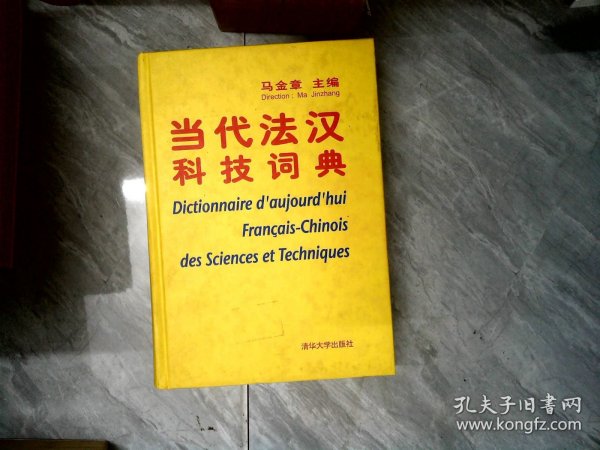 马金章 主编
Direction : Ma Jinzhang
当代法汉
科技词典
Dictionnaire d'aujourd'hui
Français-Chinois
des Sciences et Techniques
清华大学出版社
孔夫子旧书网
www.kongfz.com